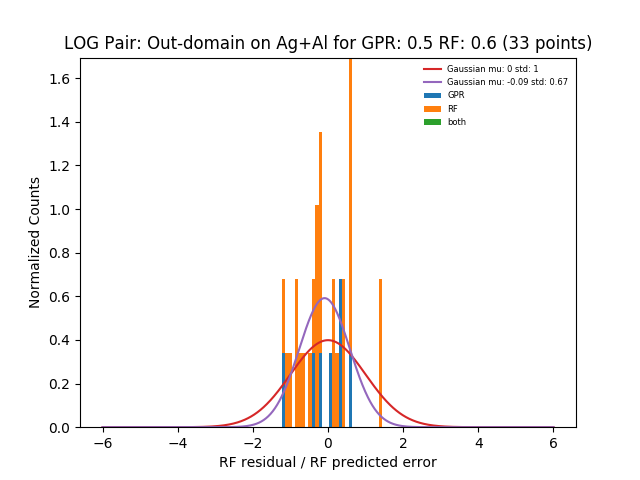 LOG Pair: Out-domain on Ag+Al for GPR: 0.5 RF: 0.6 (33 points)
Gaussian mu: 0 std: 1
Gaussian mu: -0.09 std: 0.67
GPR
RF
both
Normalized Counts
1.6
1.4
1.2
1.0
0.8
0.6
0.4
0.2
0.0
−6 −4 −2 0 2 4 6
RF residual / RF predicted error